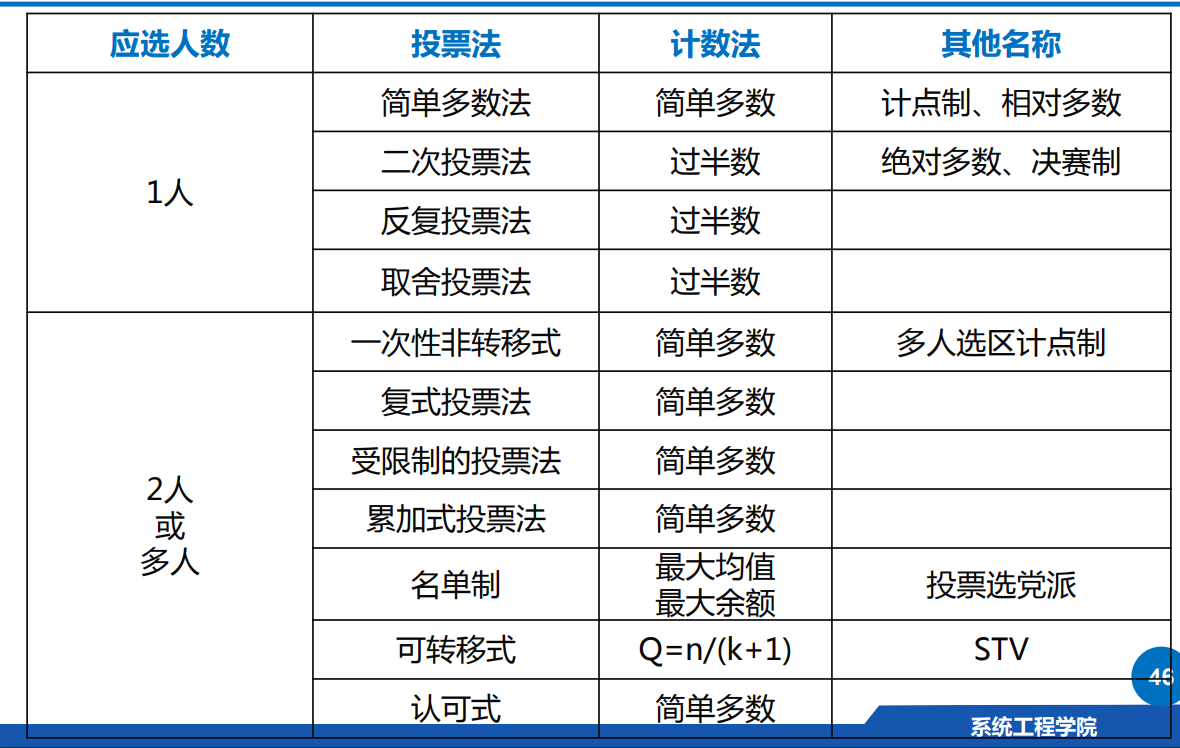 应选人数 投票法 计数法 其他名称
1人
简单多数法 简单多数 计点制、相对多数
二次投票法 过半数 绝对多数、决赛制
反复投票法 过半数
取舍投票法 过半数
2人
或
多人
一次性非转移式 简单多数 多人选区计点制
复式投票法 简单多数
受限制的投票法 简单多数
累加式投票法 简单多数
名单制 最大均值
最大余额 投票选党派
可转移式 Q=n/(k+1) STV
认可式 简单多数
46
系统工程学院